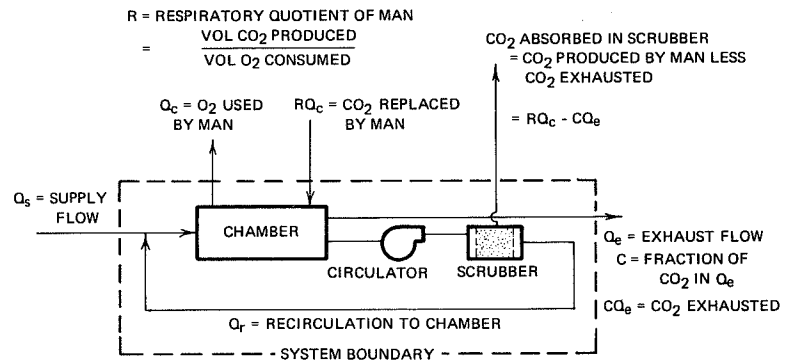 R = RESPIRATORY QUOTIENT OF MAN
= VOL CO2 PRODUCED
VOL O2 CONSUMED
CO2 ABSORBED IN SCRUBBER
= CO2 PRODUCED BY MAN LESS
CO2 EXHAUSTED
= RQc - CQe
Qc = O2 USED
BY MAN
RQc = CO2 REPLACED
BY MAN
Qs = SUPPLY
FLOW
CHAMBER
CIRCULATOR
SCRUBBER
Qe = EXHAUST FLOW
C = FRACTION OF
CO2 IN Qe
CQe = CO2 EXHAUSTED
Qr = RECIRCULATION TO CHAMBER
SYSTEM BOUNDARY